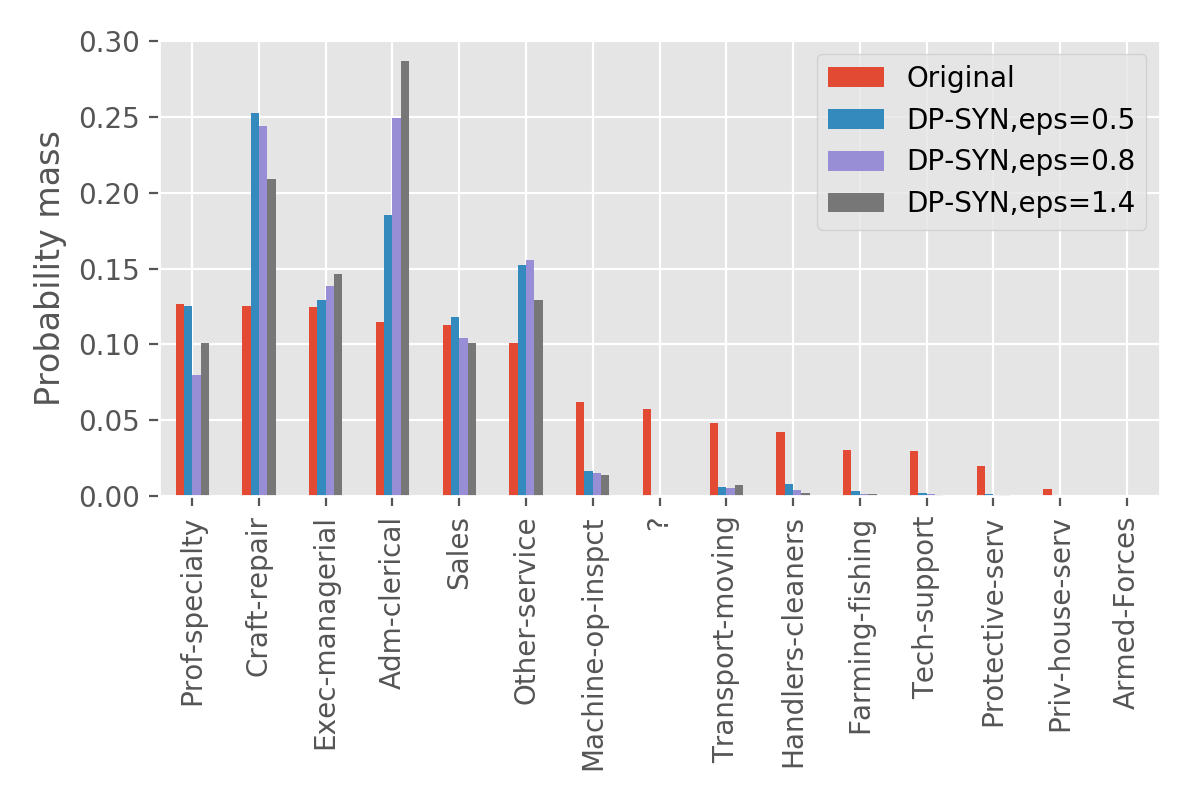 0.30
0.25
0.20
0.15
0.10
0.05
0.00
Probability mass
Original
DP-SYN,eps=0.5
DP-SYN,eps=0.8
DP-SYN,eps=1.4
Prof-specialty
Craft-repair
Exec-managerial
Adm-clerical
Sales
Other-service
Machine-op-inspct
?
Transport-moving
Handlers-cleaners
Farming-fishing
Tech-support
Protective-serv
Priv-house-serv
Armed-Forces